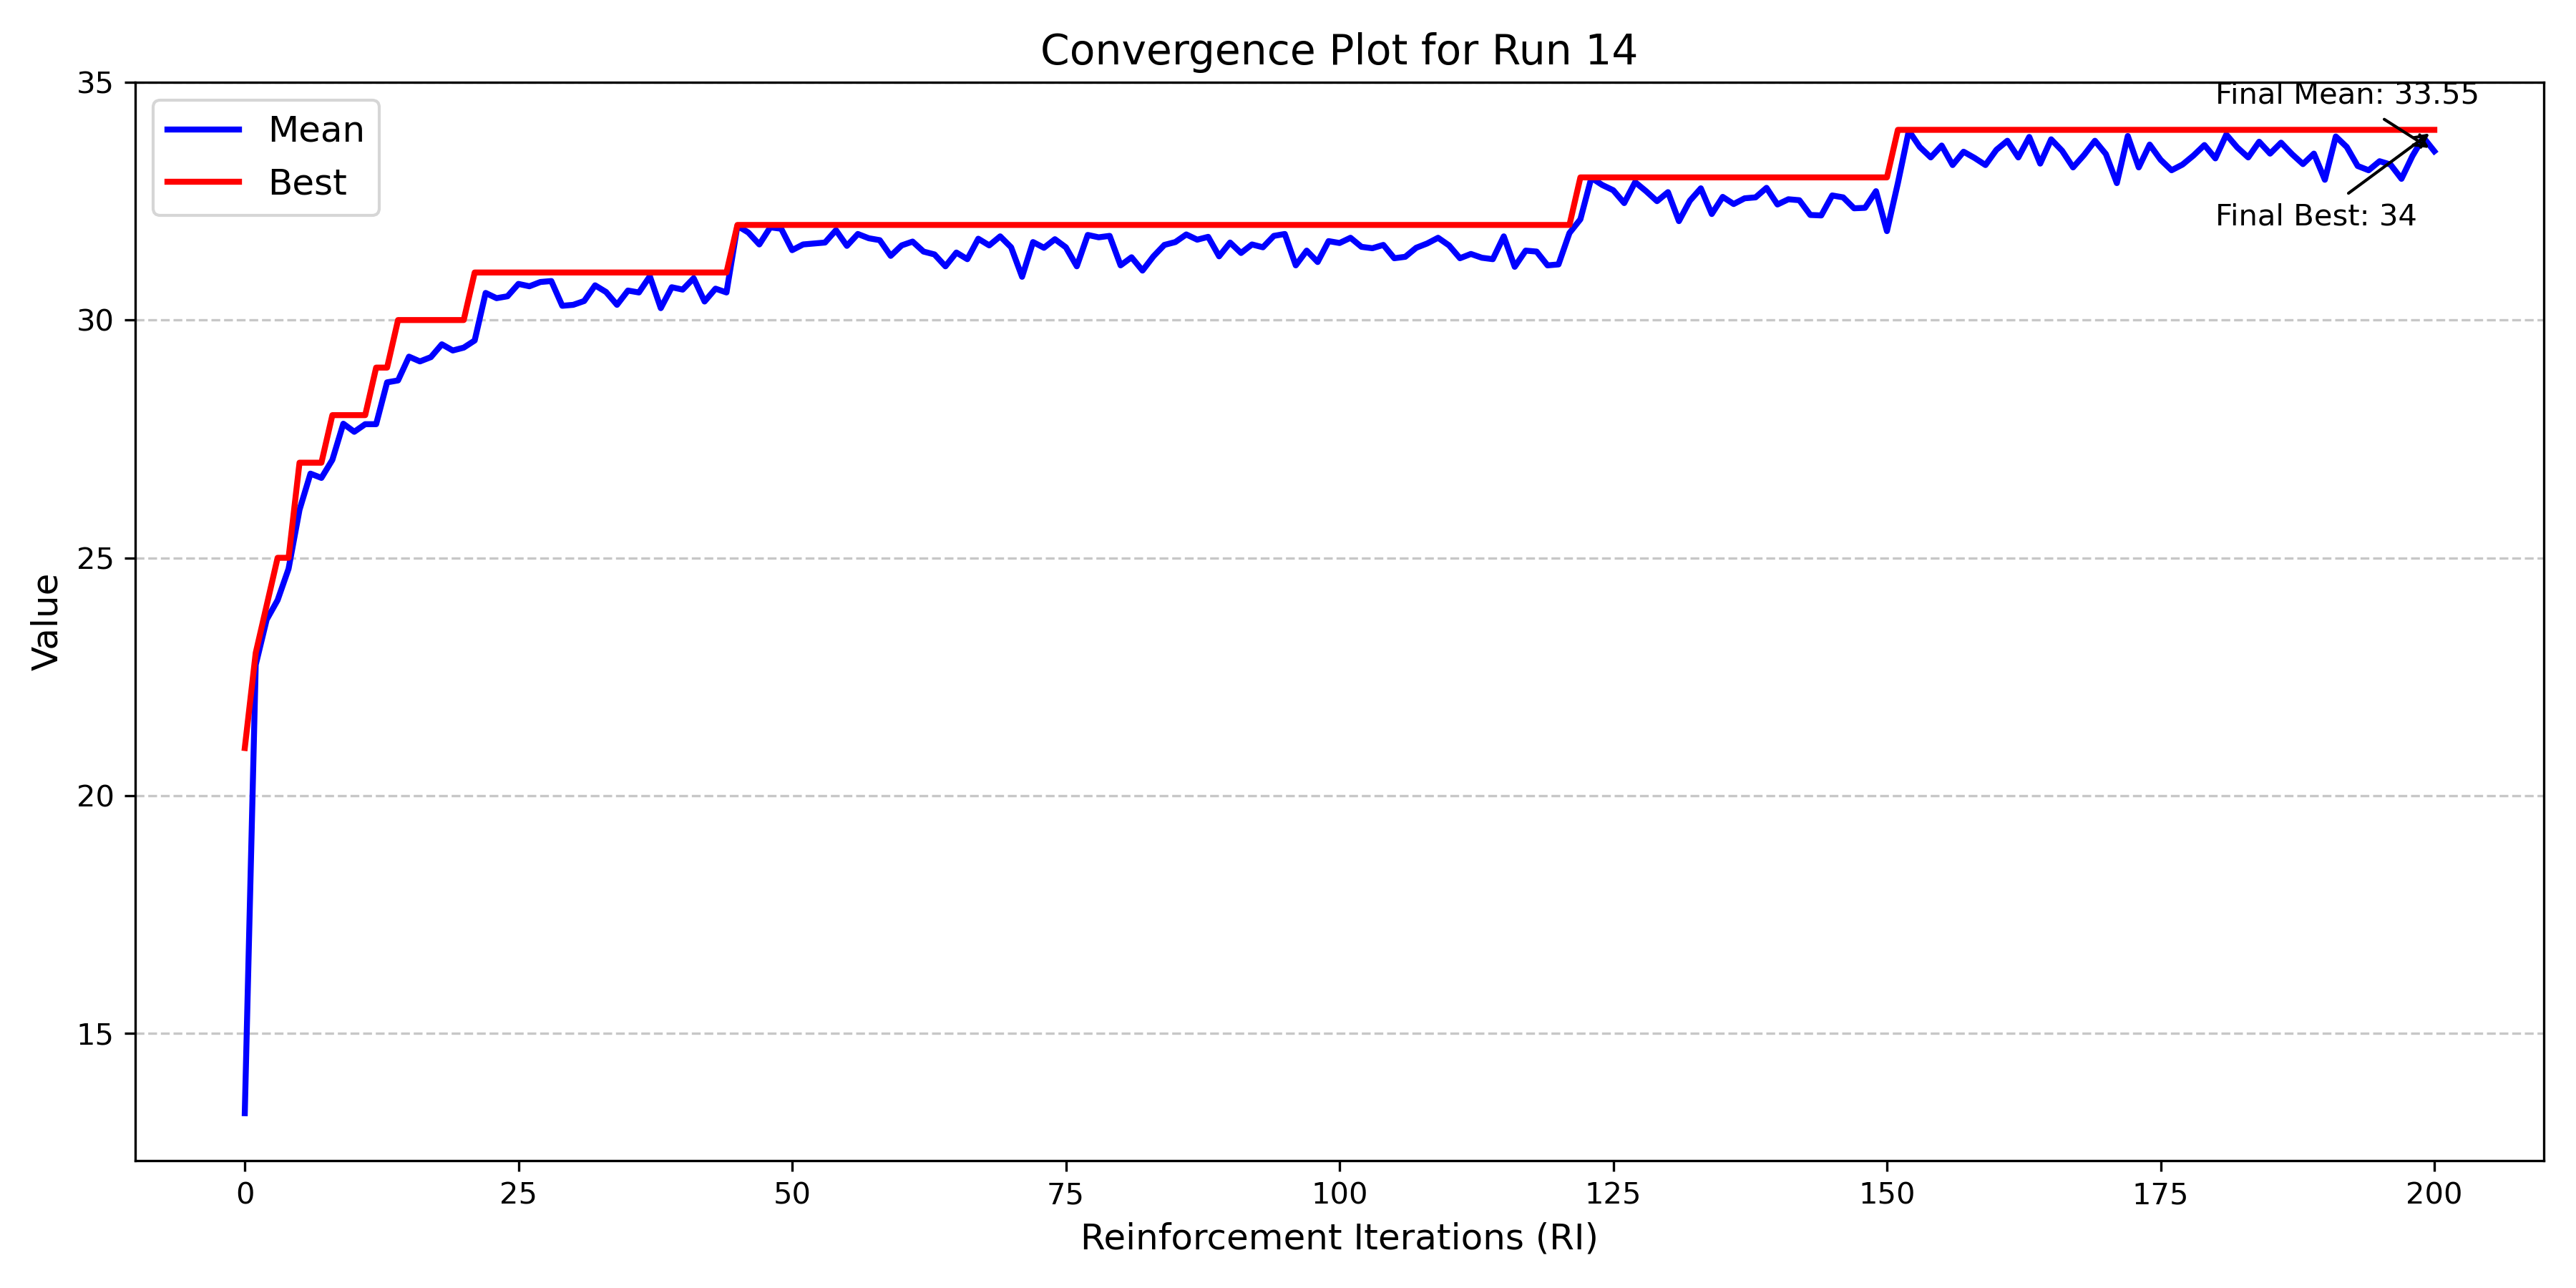 Convergence Plot for Run 14
Mean
Best
Final Mean: 33.55
Final Best: 34
Value
35
30
25
20
15
0 25 50 75 100 125 150 175 200
Reinforcement Iterations (RI)